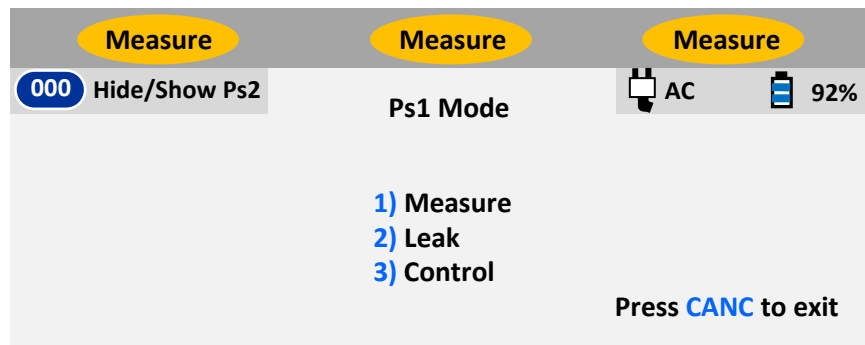 Measure Measure Measure
000 Hide/Show Ps2 AC 92%
Ps1 Mode
1) Measure
2) Leak
3) Control
Press CANC to exit